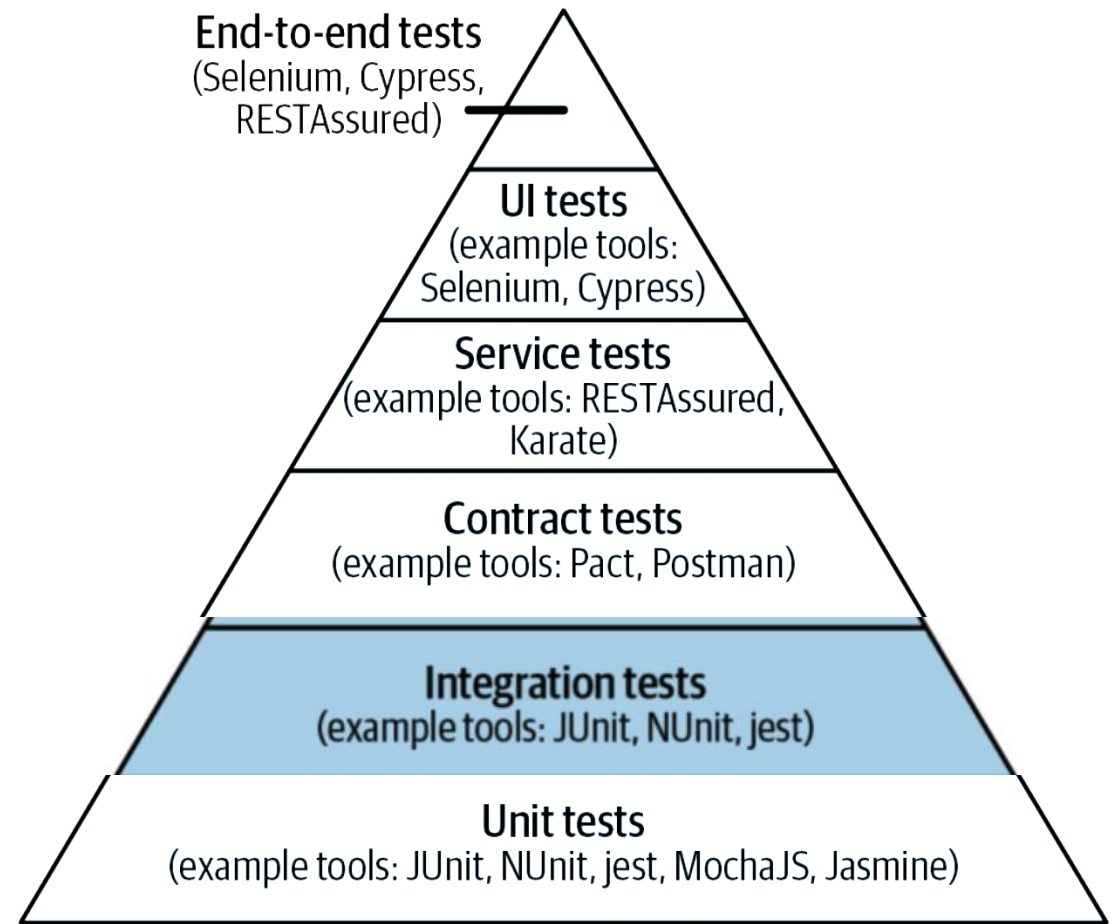 End-to-end tests
(Selenium, Cypress,
RESTAssured)
UI tests
(example tools:
Selenium, Cypress)
Service tests
(example tools: RESTAssured,
Karate)
Contract tests
(example tools: Pact, Postman)
Integration tests
(example tools: JUnit, NUnit, jest)
Unit tests
(example tools: JUnit, NUnit, jest, MochaJS, Jasmine)